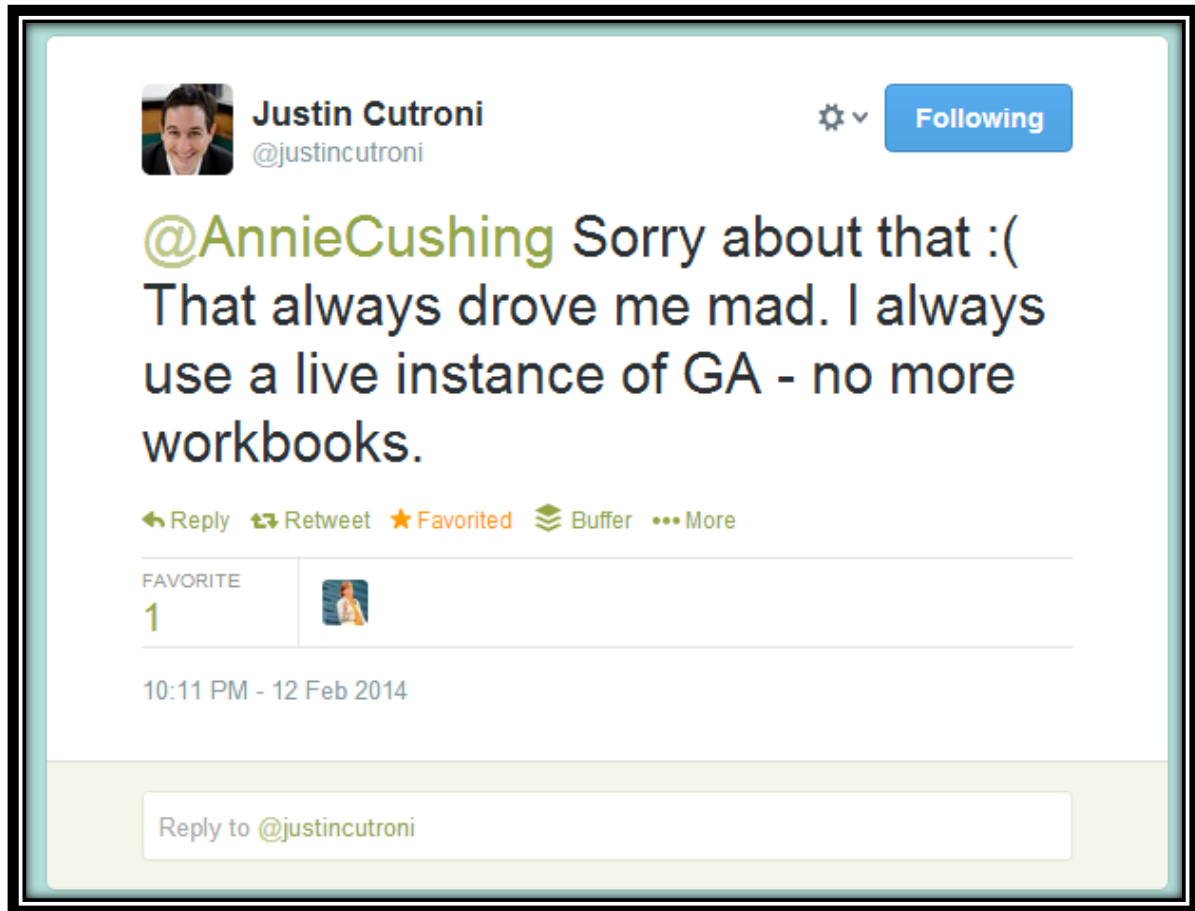 Justin Cutroni
@justincutroni
Following
@AnnieCushing Sorry about that :(
That always drove me mad. I always
use a live instance of GA - no more
workbooks.
Reply Retweet Favorited Buffer More
FAVORITE
1
10:11 PM - 12 Feb 2014
Reply to @justincutroni